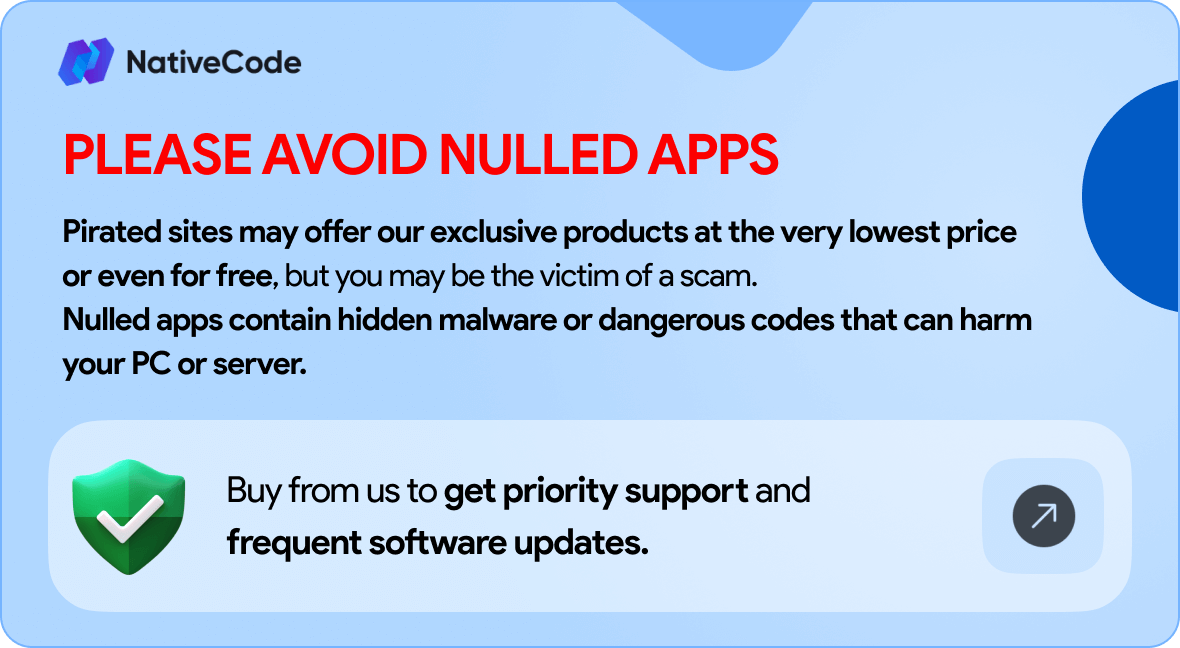 NativeCode
PLEASE AVOID NULLED APPS
Pirated sites may offer our exclusive products at the very lowest price
or even for free, but you may be the victim of a scam.
Nulled apps contain hidden malware or dangerous codes that can harm
your PC or server.
Buy from us to get priority support and
frequent software updates.